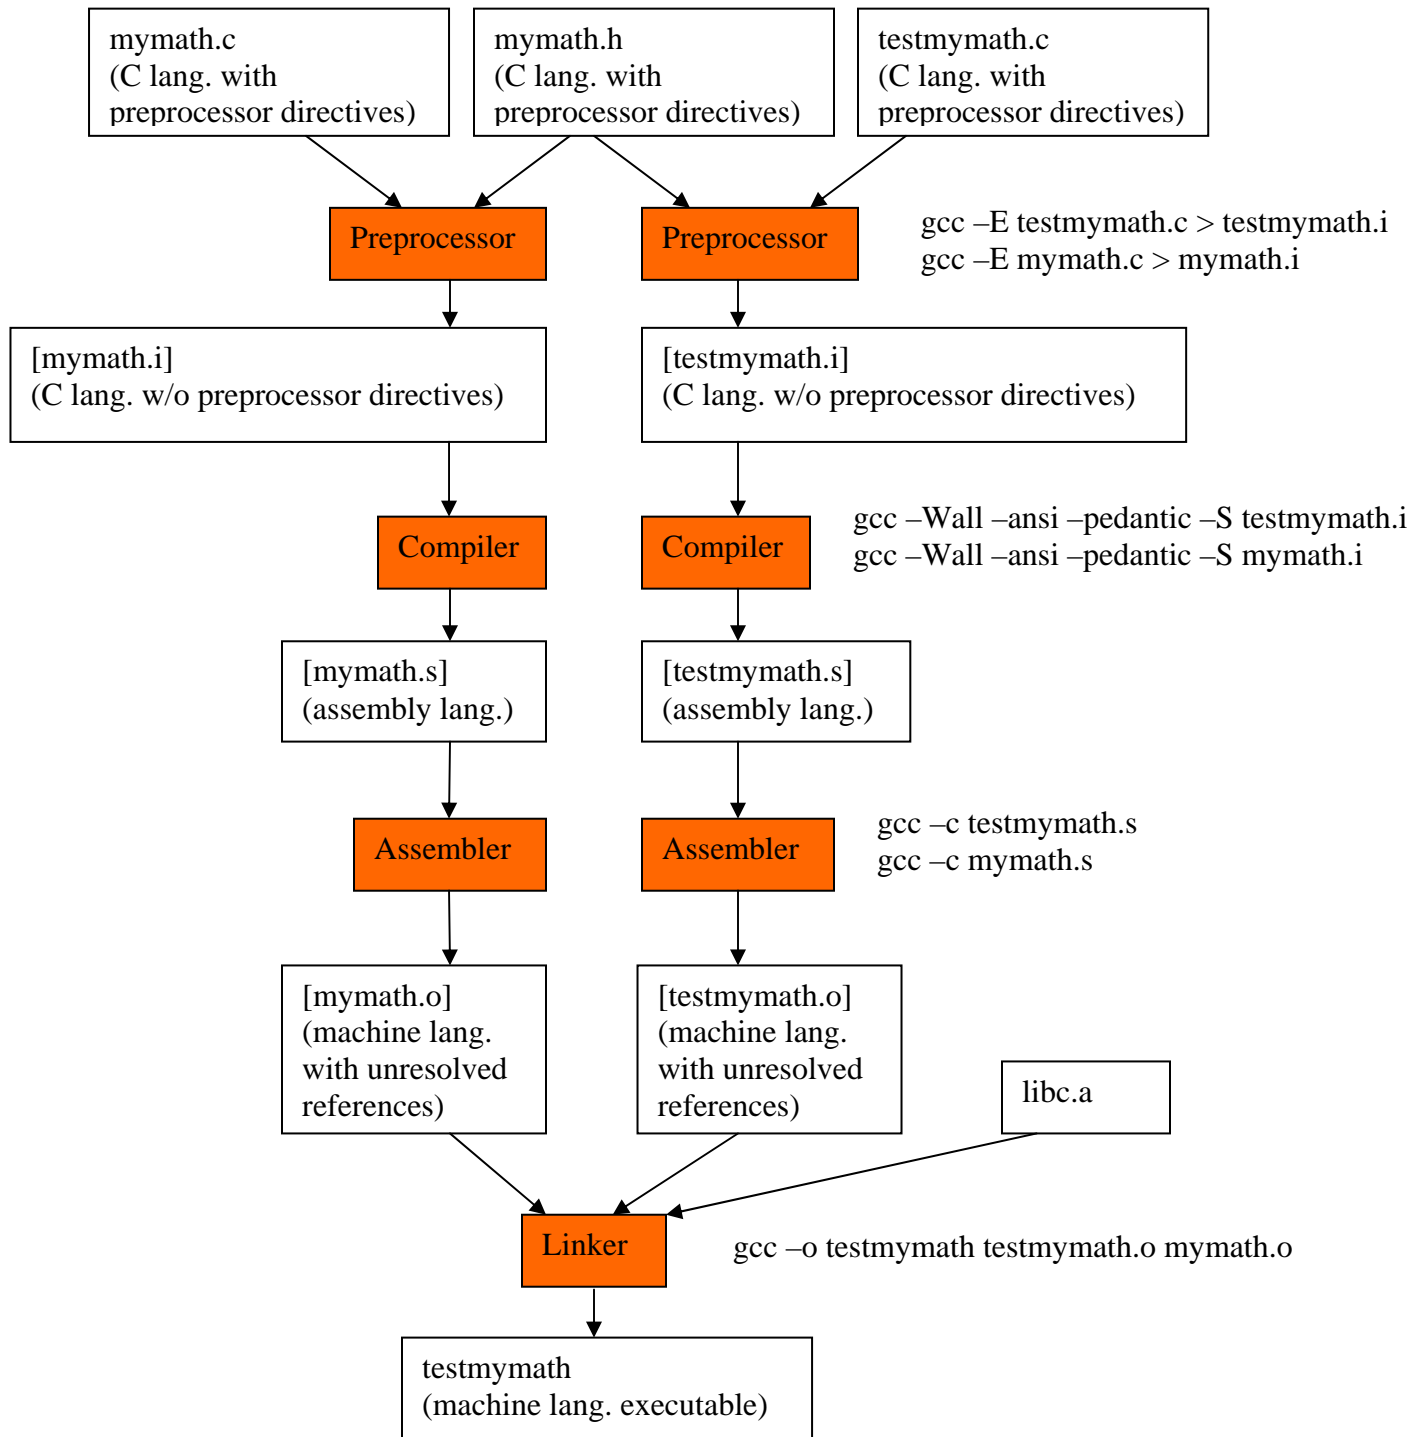 mymath.c
(C lang. with
preprocessor directives)
mymath.h
(C lang. with
preprocessor directives)
testmymath.c
(C lang. with
preprocessor directives)
Preprocessor
Preprocessor
gcc –E testmymath.c > testmymath.i
gcc –E mymath.c > mymath.i
[mymath.i]
(C lang. w/o preprocessor directives)
[testmymath.i]
(C lang. w/o preprocessor directives)
Compiler
Compiler
gcc –Wall –ansi –pedantic –S testmymath.i
gcc –Wall –ansi –pedantic –S mymath.i
[mymath.s]
(assembly lang.)
[testmymath.s]
(assembly lang.)
Assembler
Assembler
gcc –c testmymath.s
gcc –c mymath.s
[mymath.o]
(machine lang.
with unresolved
references)
[testmymath.o]
(machine lang.
with unresolved
references)
libc.a
Linker
gcc –o testmymath testmymath.o mymath.o
testmymath
(machine lang. executable)